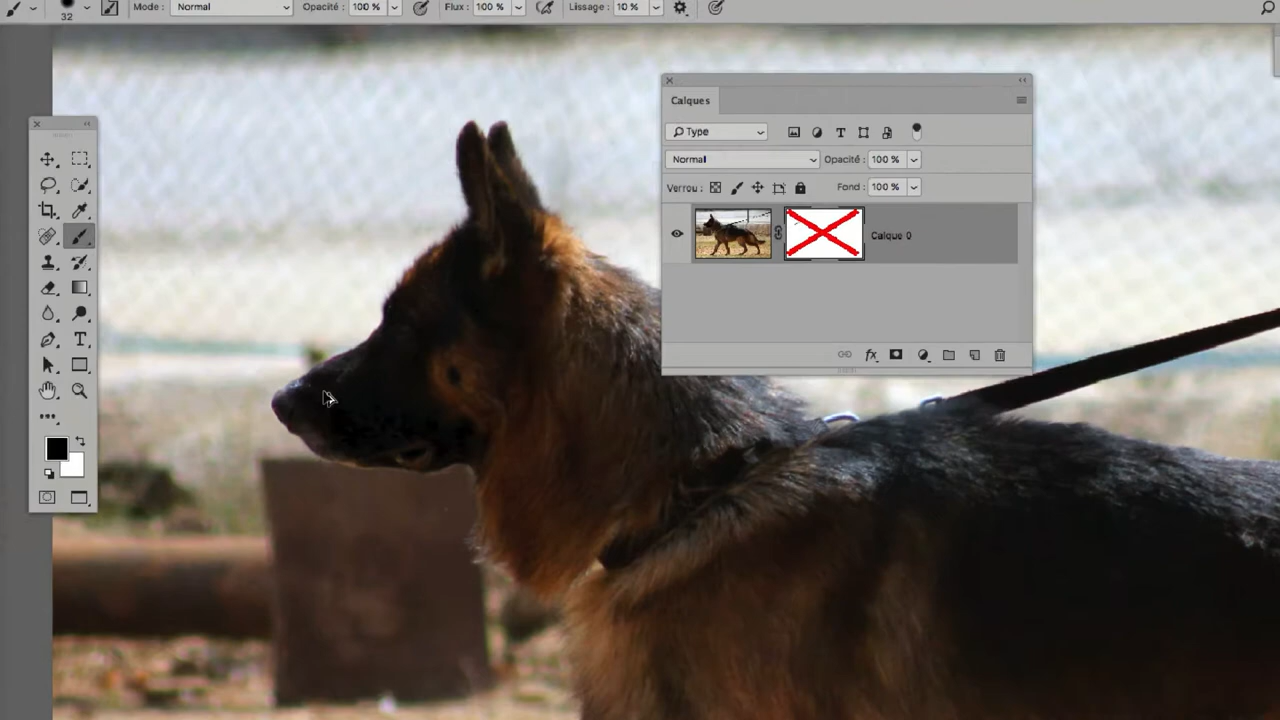 32 Mode : Normal Opacité : 100 % Flux : 100 % Lissage : 10 %
Calques
Type T
Normal Opacité : 100 %
Verrou : Fond : 100 %
Calque 0
fx
T